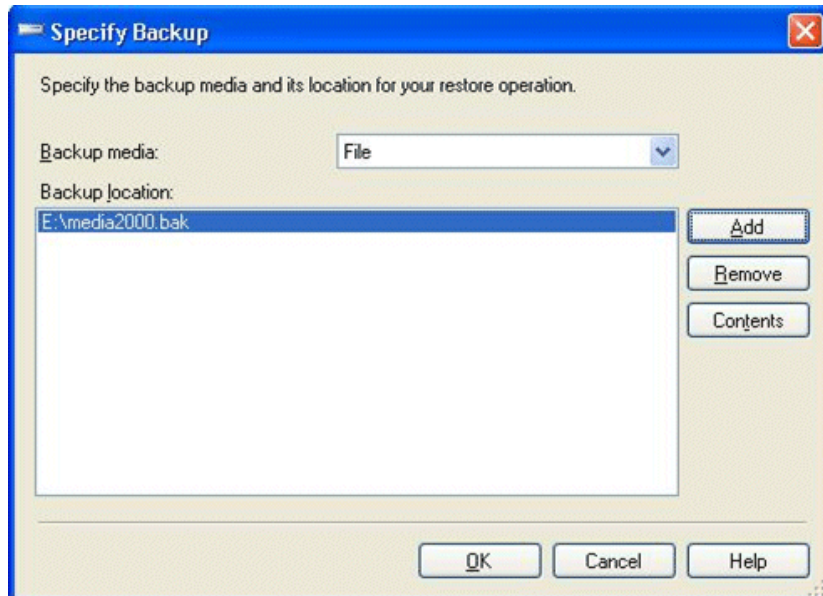 Specify Backup
Specify the backup media and its location for your restore operation.
Backup media:
File
Backup location:
E:\media2000.bak
Add
Remove
Contents
OK
Cancel
Help